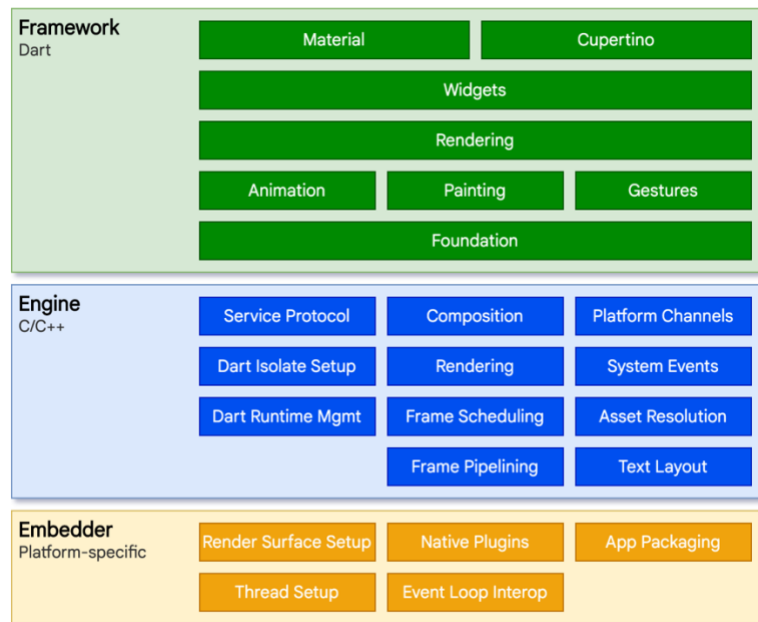 Framework
Dart
Material
Cupertino
Widgets
Rendering
Animation
Painting
Gestures
Foundation
Engine
C/C++
Service Protocol
Composition
Platform Channels
Dart Isolate Setup
Rendering
System Events
Dart Runtime Mgmt
Frame Scheduling
Asset Resolution
Frame Pipelining
Text Layout
Embedder
Platform-specific
Render Surface Setup
Native Plugins
App Packaging
Thread Setup
Event Loop Interop